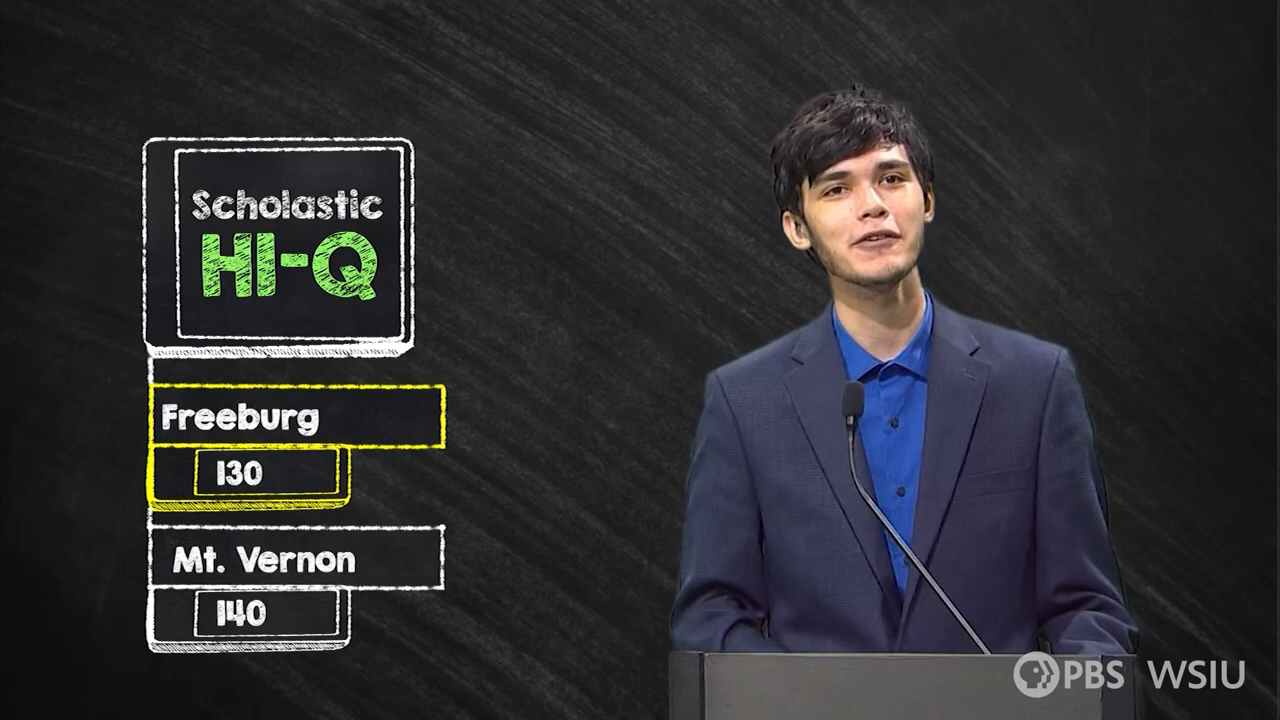 Scholastic
HI-Q
Freeburg
130
Mt. Vernon
140
PBS WSIU